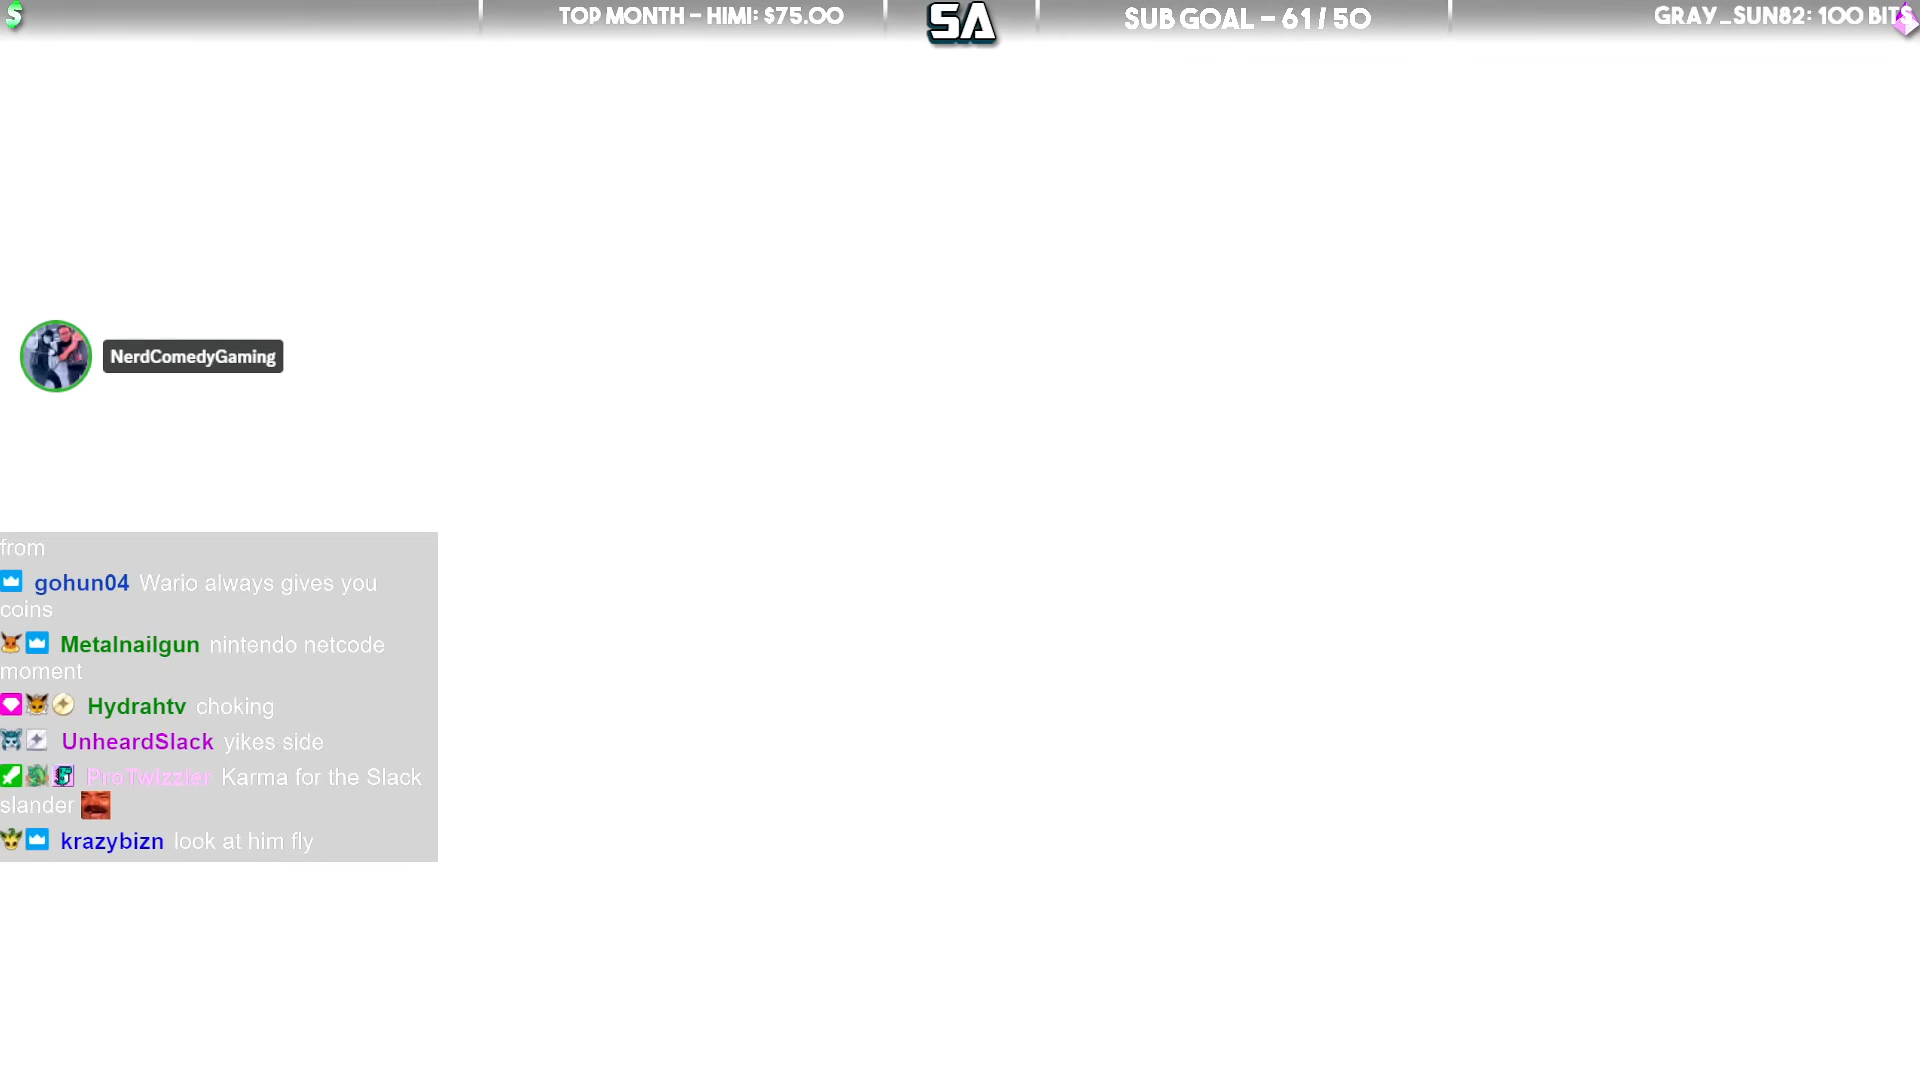 TOP MONTH - HIMI: $75.00
SA
SUB GOAL - 61 / 50
GRAY_SUN82: 100 BITS
NerdComedyGaming
from
gohun04 Wario always gives you
coins
Metalnailgun nintendo netcode
moment
Hydrahtv choking
UnheardSlack yikes side
ProTwizzler Karma for the Slack
slander
krazybizn look at him fly